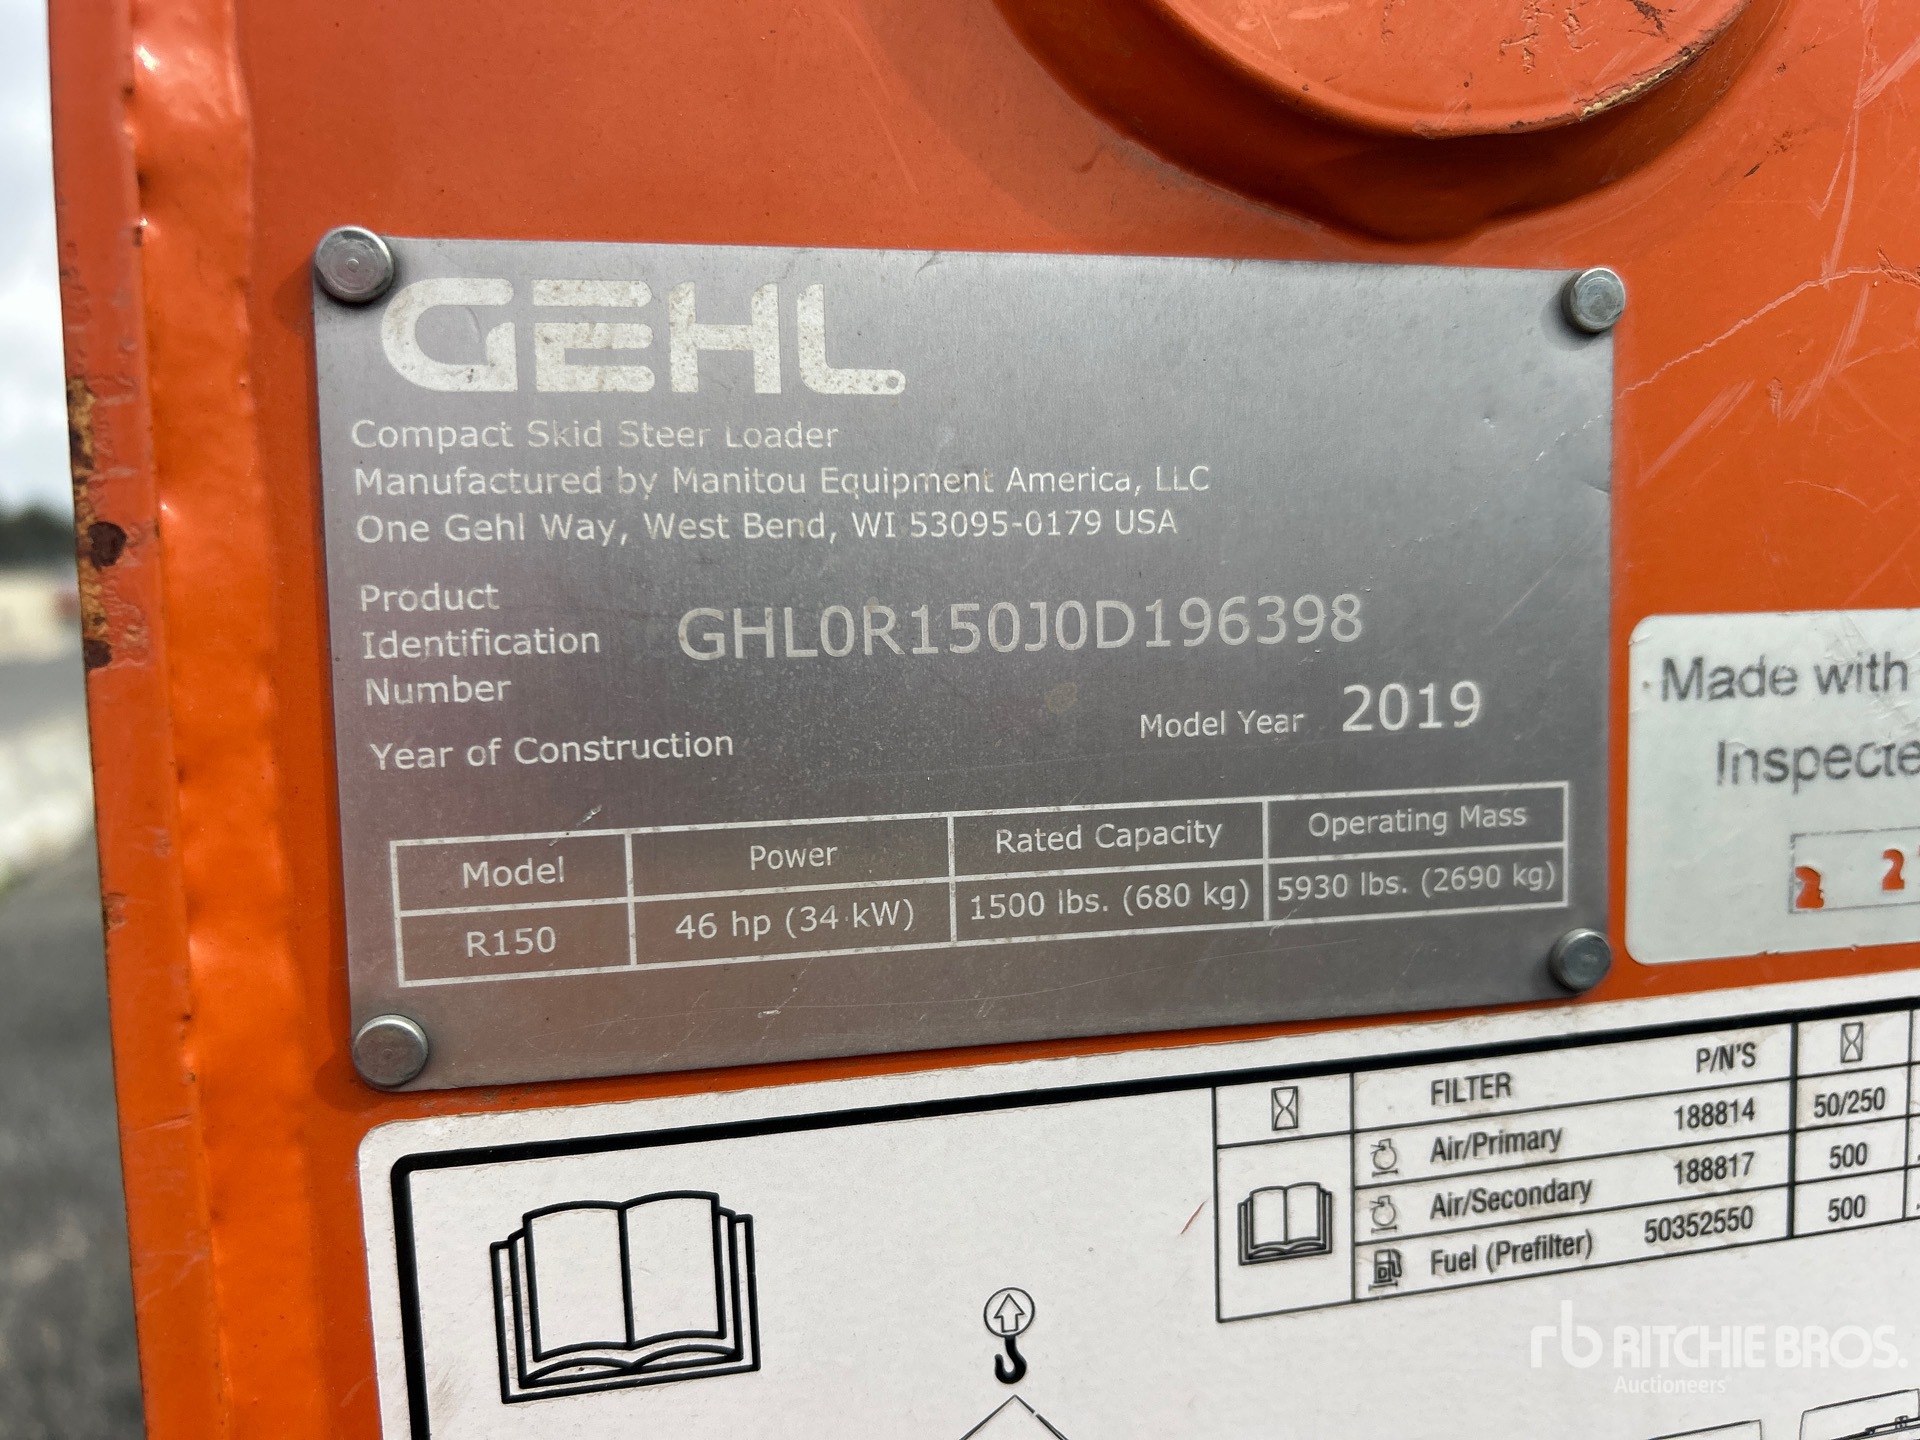 GEHL
Compact Skid Steer Loader
Manufactured by Manitou Equipment America, LLC
One Gehl Way, West Bend, WI 53095-0179 USA
Product
Identification
Number
GHL0R150J0D196398
Year of Construction
Model Year 2019
Model Power Rated Capacity Operating Mass
R150 46 hp (34 kW) 1500 lbs. (680 kg) 5930 lbs. (2690 kg)
Made with
Inspecte
2 2
FILTER P/N'S
Air/Primary 188814 50/250
Air/Secondary 188817 500
Fuel (Prefilter) 50352550 500
rb RITCHIE BROS.
Auctioneers